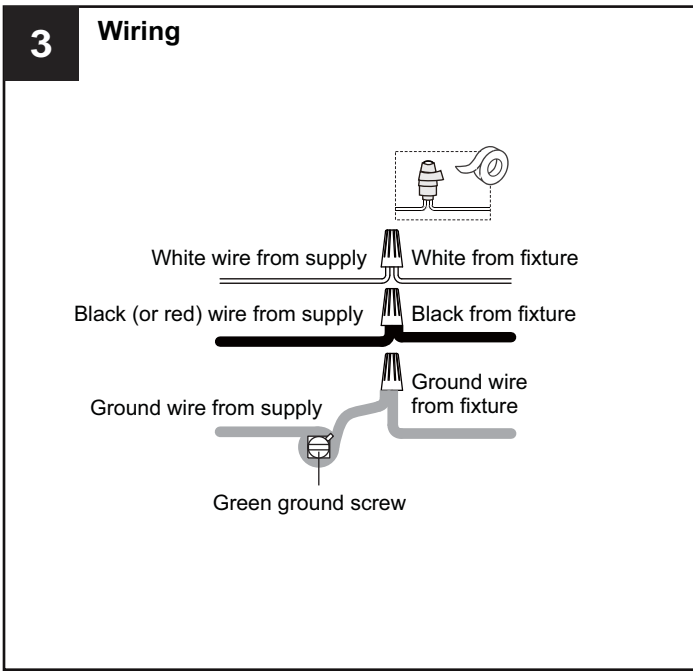 3
Wiring
White wire from supply
White from fixture
Black (or red) wire from supply
Black from fixture
Ground wire from supply
Ground wire
from fixture
Green ground screw